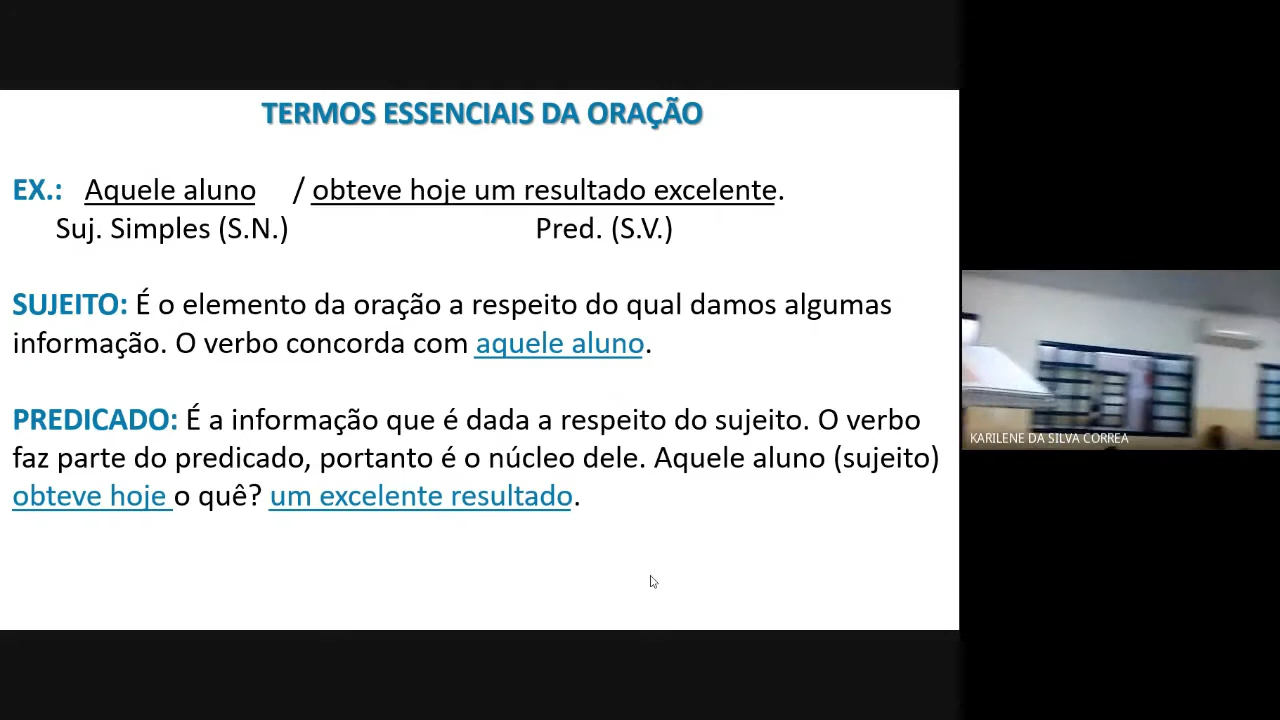 TERMOS ESSENCIAIS DA ORAÇÃO
EX.: Aquele aluno / obteve hoje um resultado excelente.
Suj. Simples (S.N.) Pred. (S.V.)
SUJEITO: É o elemento da oração a respeito do qual damos algumas
informação. O verbo concorda com aquele aluno.
PREDICADO: É a informação que é dada a respeito do sujeito. O verbo
faz parte do predicado, portanto é o núcleo dele. Aquele aluno (sujeito)
obteve hoje o quê? um excelente resultado.
KARILENE DA SILVA CORREA